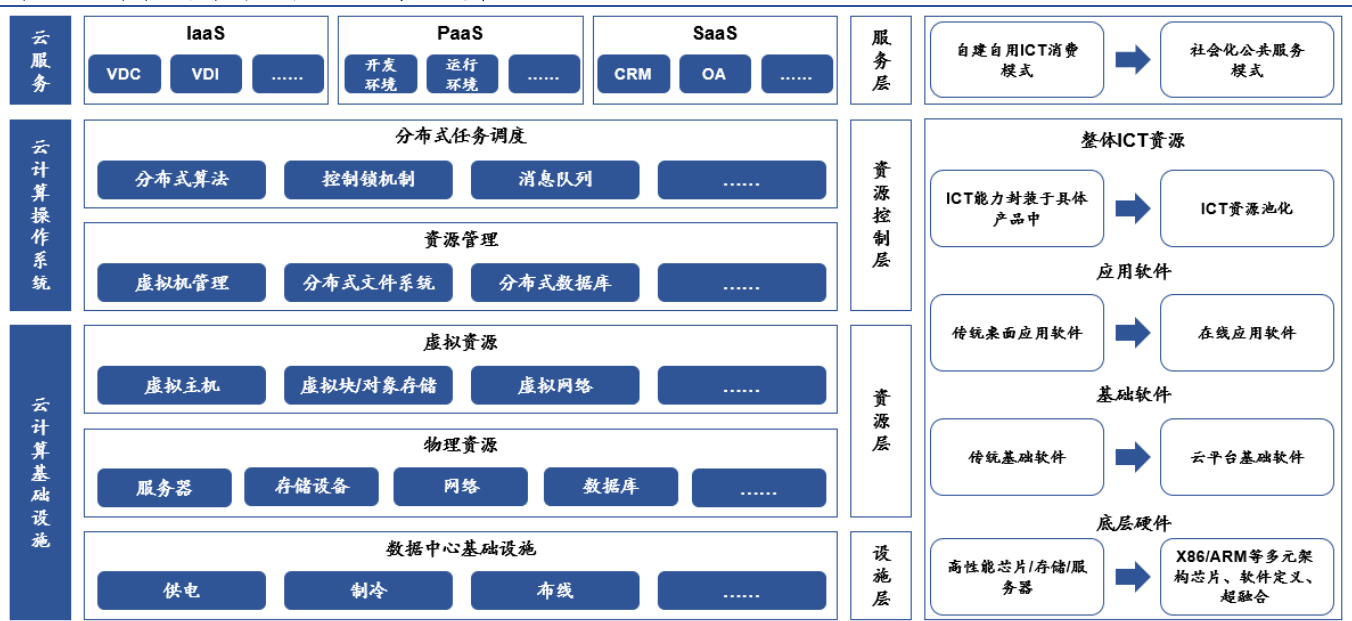 云
服
务
IaaS
VDC
VDI
……
PaaS
开发
环境
运行
环境
……
SaaS
CRM
OA
……
服
务
层
自建自用ICT消费
模式
社会化公共服务
模式
云
计
算
操
作
系
统
分布式任务调度
分布式算法
控制锁机制
消息队列
……
资源管理
虚拟机管理
分布式文件系统
分布式数据库
……
资
源
控
制
层
整体ICT资源
ICT能力封装于具体
产品中
ICT资源池化
应用软件
传统桌面应用软件
在线应用软件
基础软件
传统基础软件
云平台基础软件
底层硬件
高性能芯片/存储/服
务器
X86/ARM等多元架
构芯片、软件定义、
超融合
云
计
算
基
础
设
施
虚拟资源
虚拟主机
虚拟块/对象存储
虚拟网络
……
物理资源
服务器
存储设备
网络
数据库
……
资
源
层
数据中心基础设施
供电
制冷
布线
……
设
施
层